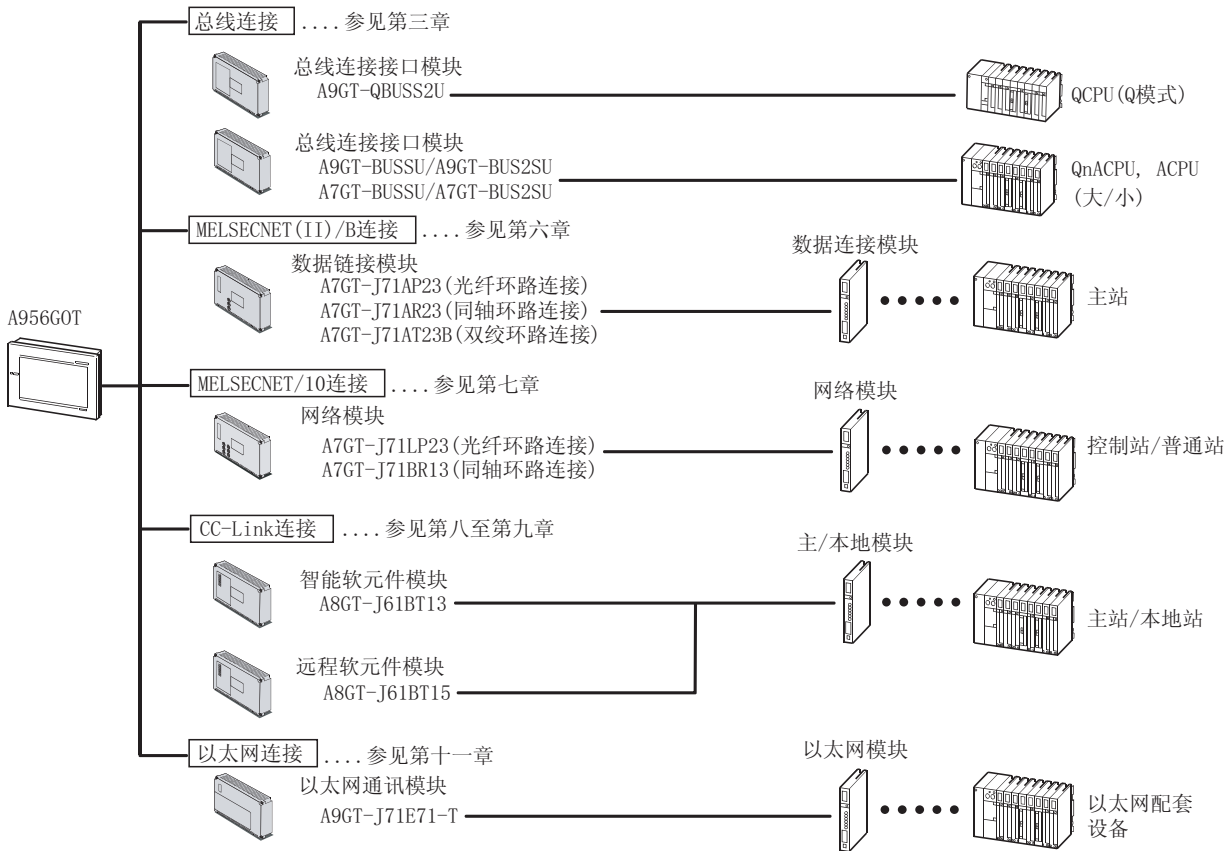 总线连接 ....参见第三章
总线连接接口模块
A9GT-QBUSS2U
QCPU(Q模式)
总线连接接口模块
A9GT-BUSSU/A9GT-BUS2SU
A7GT-BUSSU/A7GT-BUS2SU
QnACPU, ACPU
(大/小)
MELSECNET(II)/B连接 ....参见第六章
数据链接模块
A7GT-J71AP23(光纤环路连接)
A7GT-J71AR23(同轴环路连接)
A7GT-J71AT23B(双绞环路连接)
数据连接模块
主站
A956GOT
MELSECNET/10连接 ....参见第七章
网络模块
A7GT-J71LP23(光纤环路连接)
A7GT-J71BR13(同轴环路连接)
网络模块
控制站/普通站
CC-Link连接 ....参见第八至第九章
智能软元件模块
A8GT-J61BT13
远程软元件模块
A8GT-J61BT15
主/本地模块
主站/本地站
以太网连接 ....参见第十一章
以太网通讯模块
A9GT-J71E71-T
以太网模块
以太网配套
设备